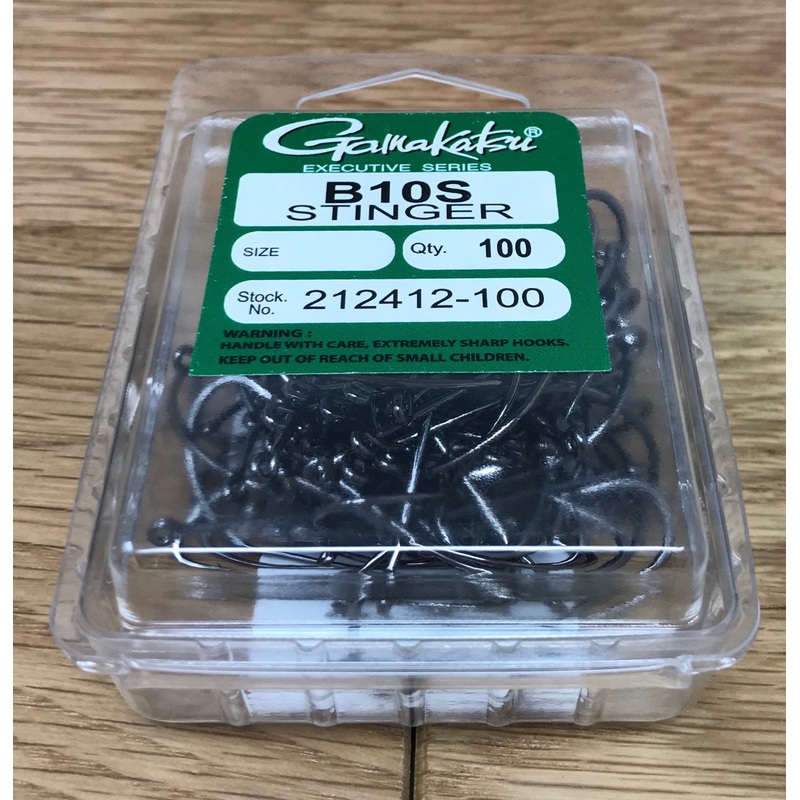 Gamakatsu®
EXECUTIVE SERIES
B10S
STINGER
SIZE
Qty. 100
Stock. No. 212412-100
WARNING :
HANDLE WITH CARE, EXTREMELY SHARP HOOKS.
KEEP OUT OF REACH OF SMALL CHILDREN.